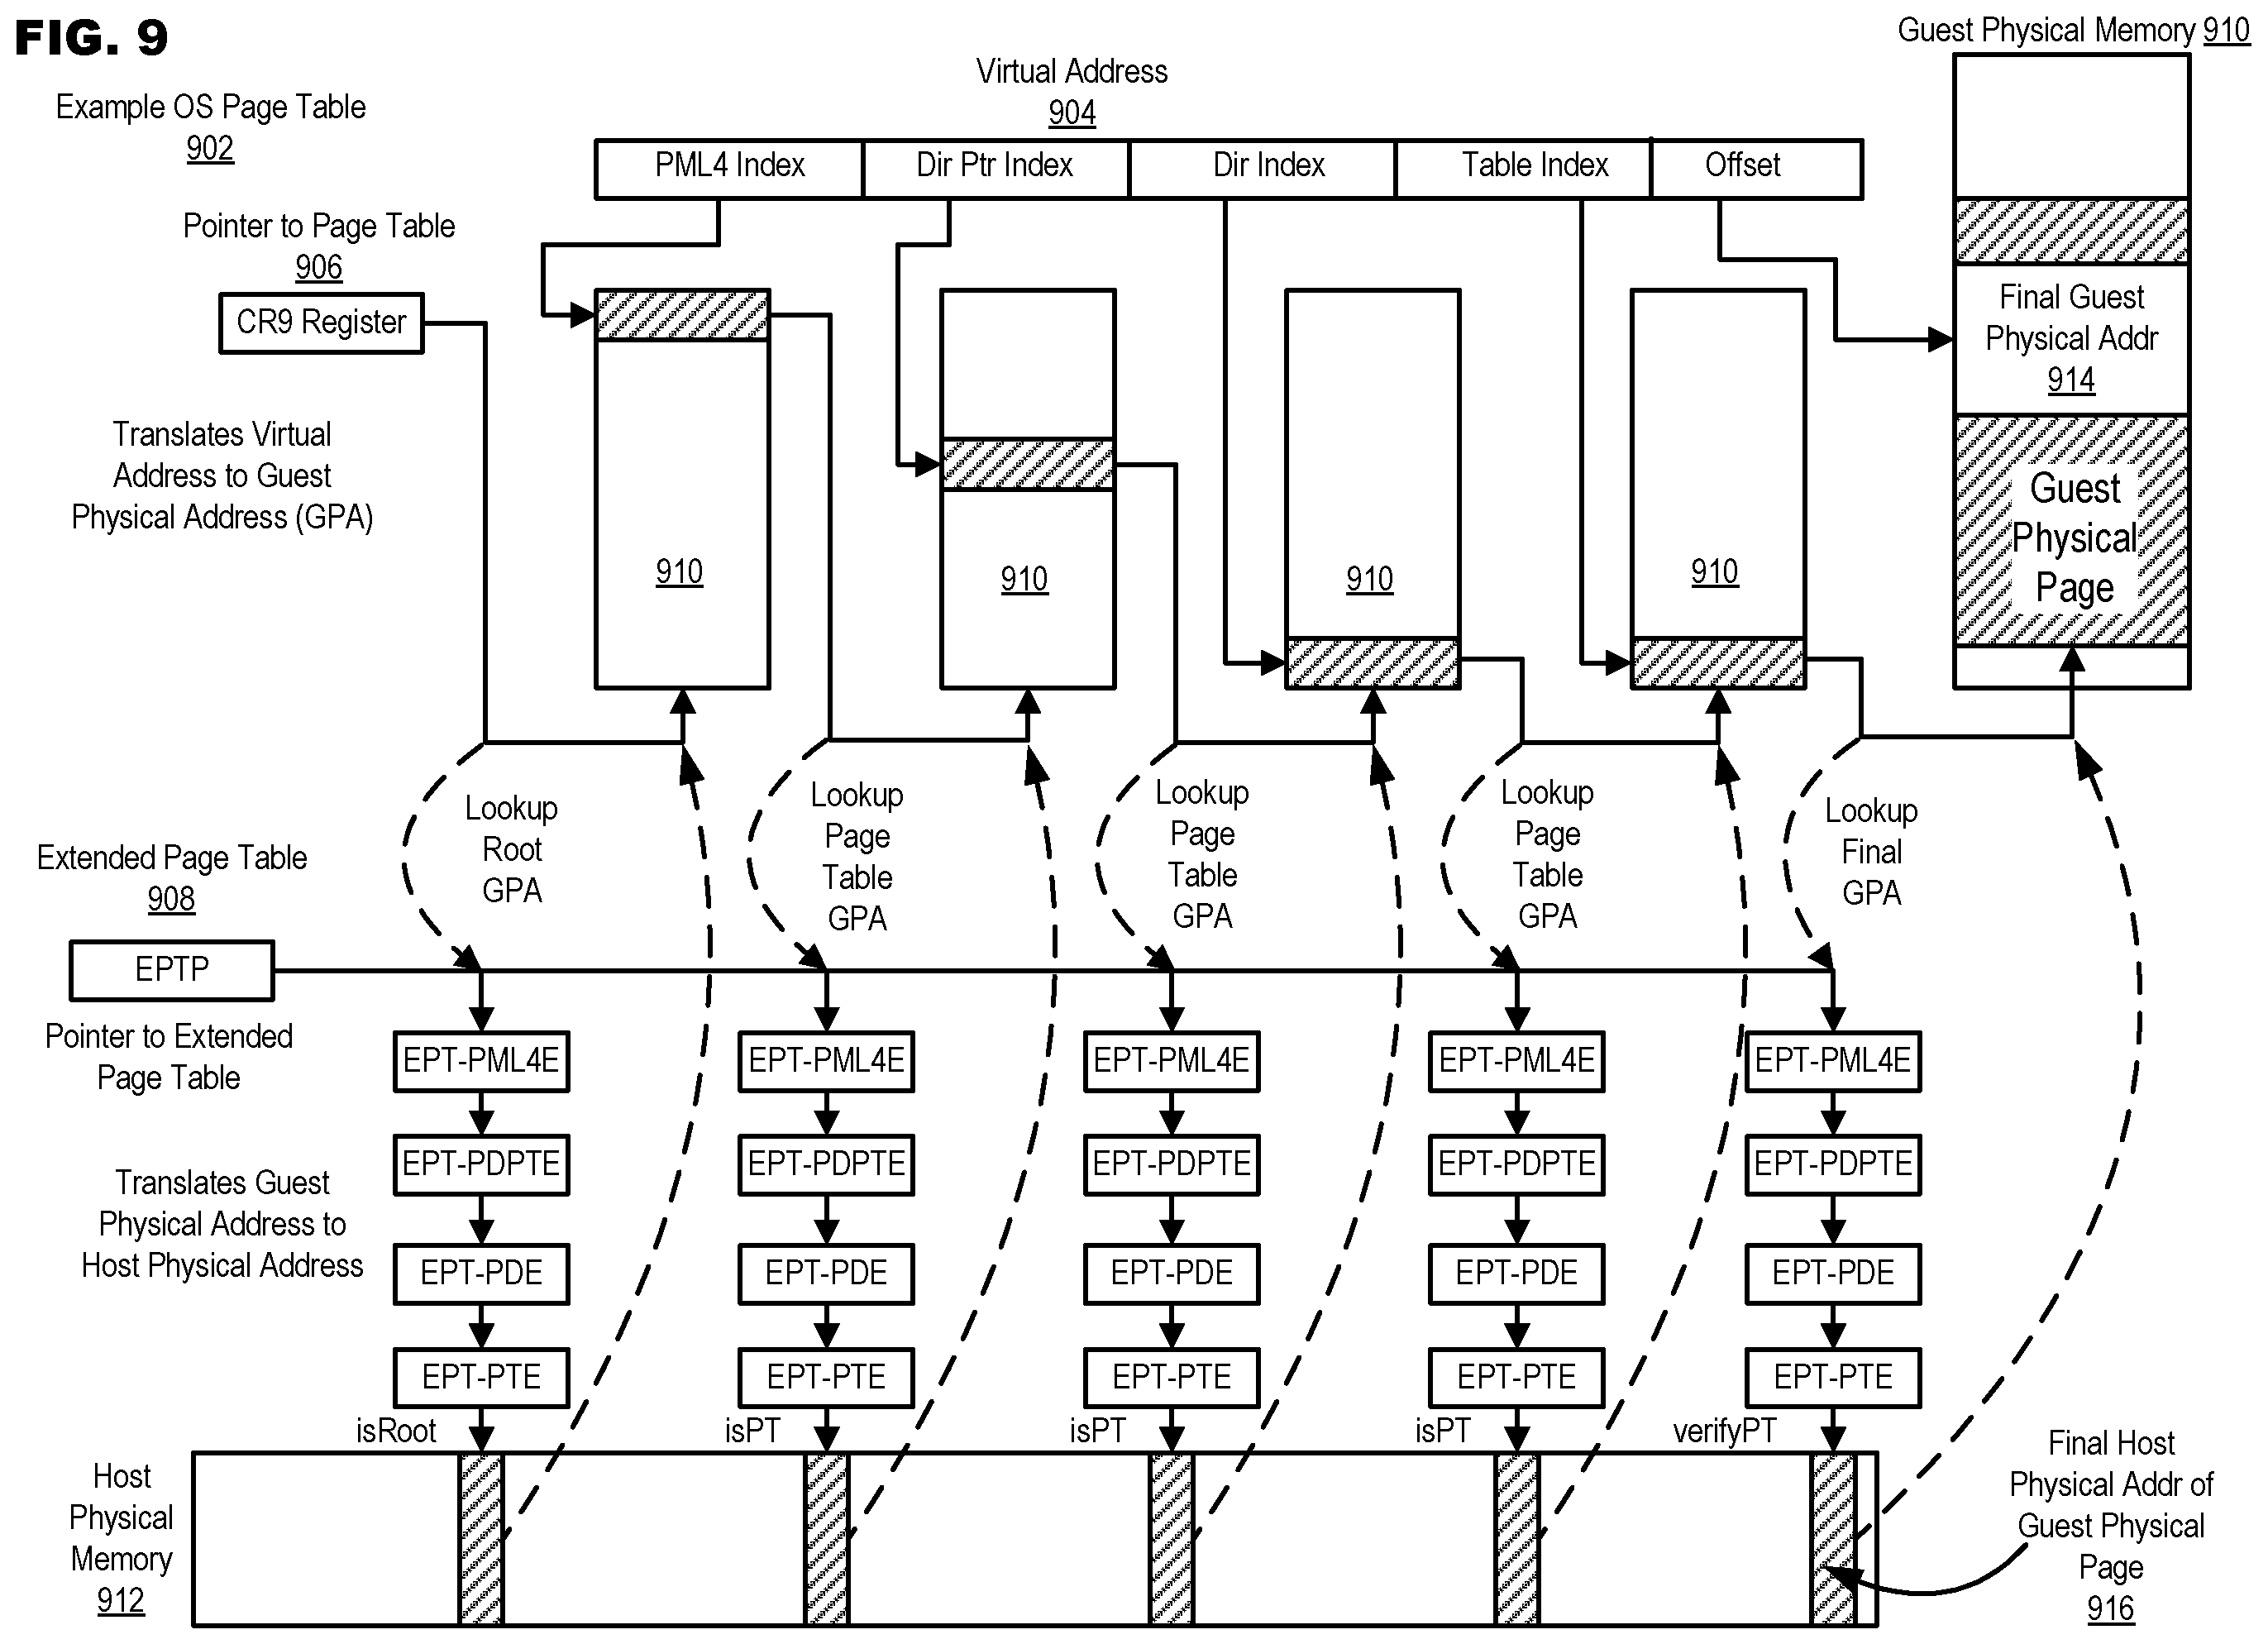 FIG. 9
Guest Physical Memory 910
Virtual Address
904
Example OS Page Table
902
PML4 Index
Dir Ptr Index
Dir Index
Table Index
Offset
Pointer to Page Table
906
CR9 Register
Final Guest
Physical Addr
914
Translates Virtual
Address to Guest
Physical Address (GPA)
910
910
910
910
Guest
Physical
Page
Lookup
Root
GPA
Lookup
Page
Table
GPA
Lookup
Page
Table
GPA
Lookup
Page
Table
GPA
Lookup
Final
GPA
Extended Page Table
908
EPTP
Pointer to Extended
Page Table
EPT-PML4E
EPT-PML4E
EPT-PML4E
EPT-PML4E
EPT-PML4E
EPT-PDPTE
EPT-PDPTE
EPT-PDPTE
EPT-PDPTE
EPT-PDPTE
Translates Guest
Physical Address to
Host Physical Address
EPT-PDE
EPT-PDE
EPT-PDE
EPT-PDE
EPT-PDE
EPT-PTE
EPT-PTE
EPT-PTE
EPT-PTE
EPT-PTE
isRoot
isPT
isPT
isPT
verifyPT
Host
Physical
Memory
912
Final Host
Physical Addr of
Guest Physical
Page
916